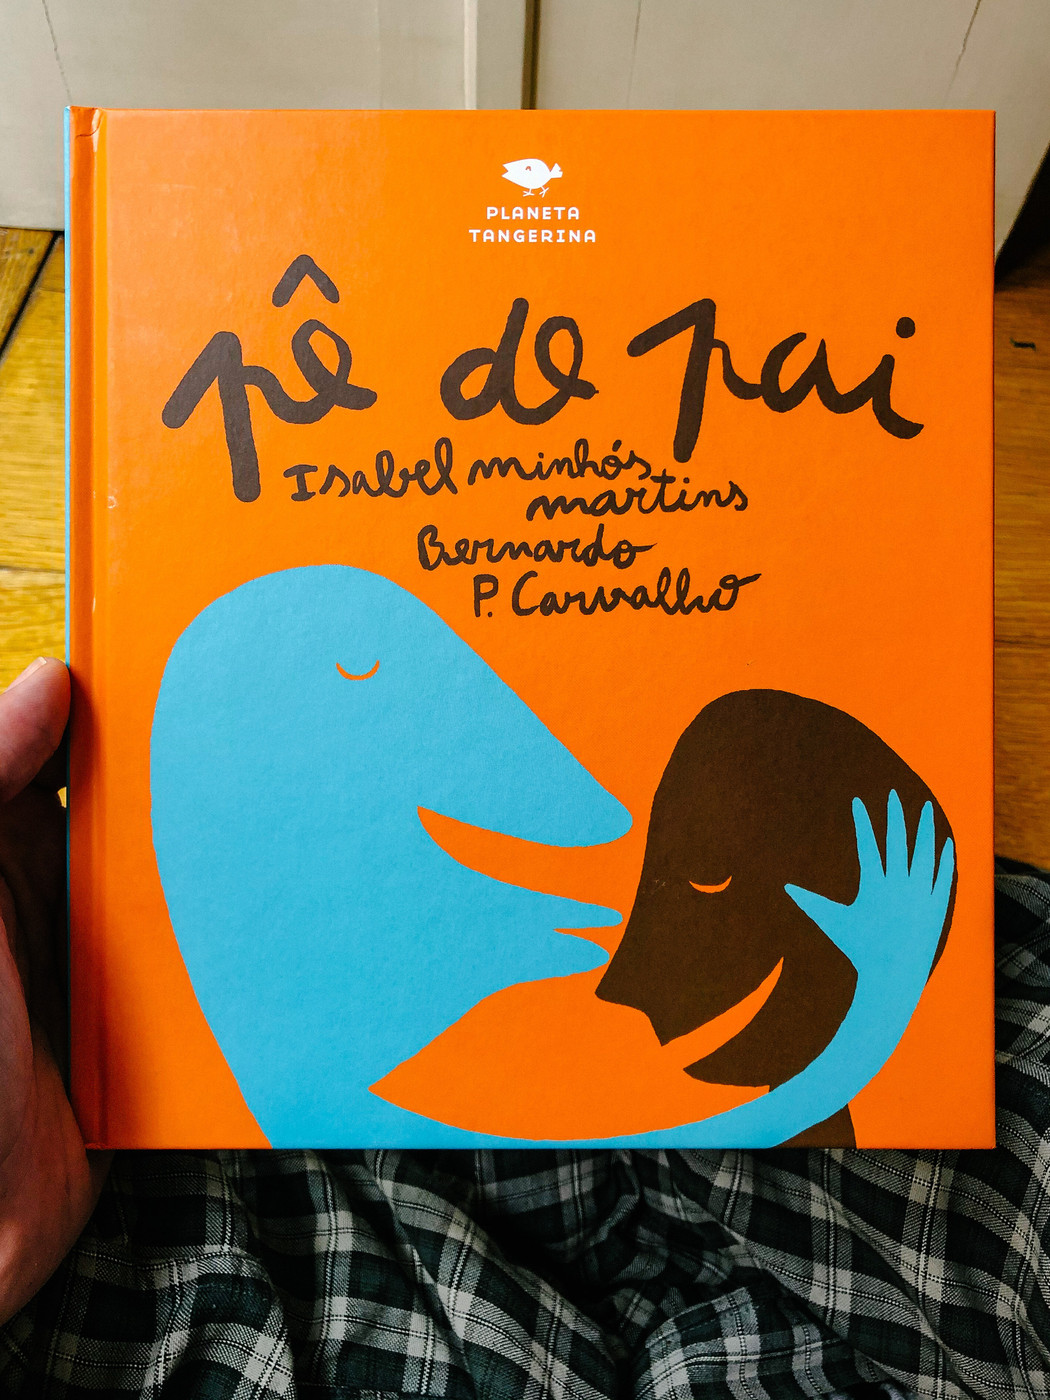 PLANETA
TANGERINA
pê de pai
Isabel minhós
martins
Bernardo
P. Carvalho